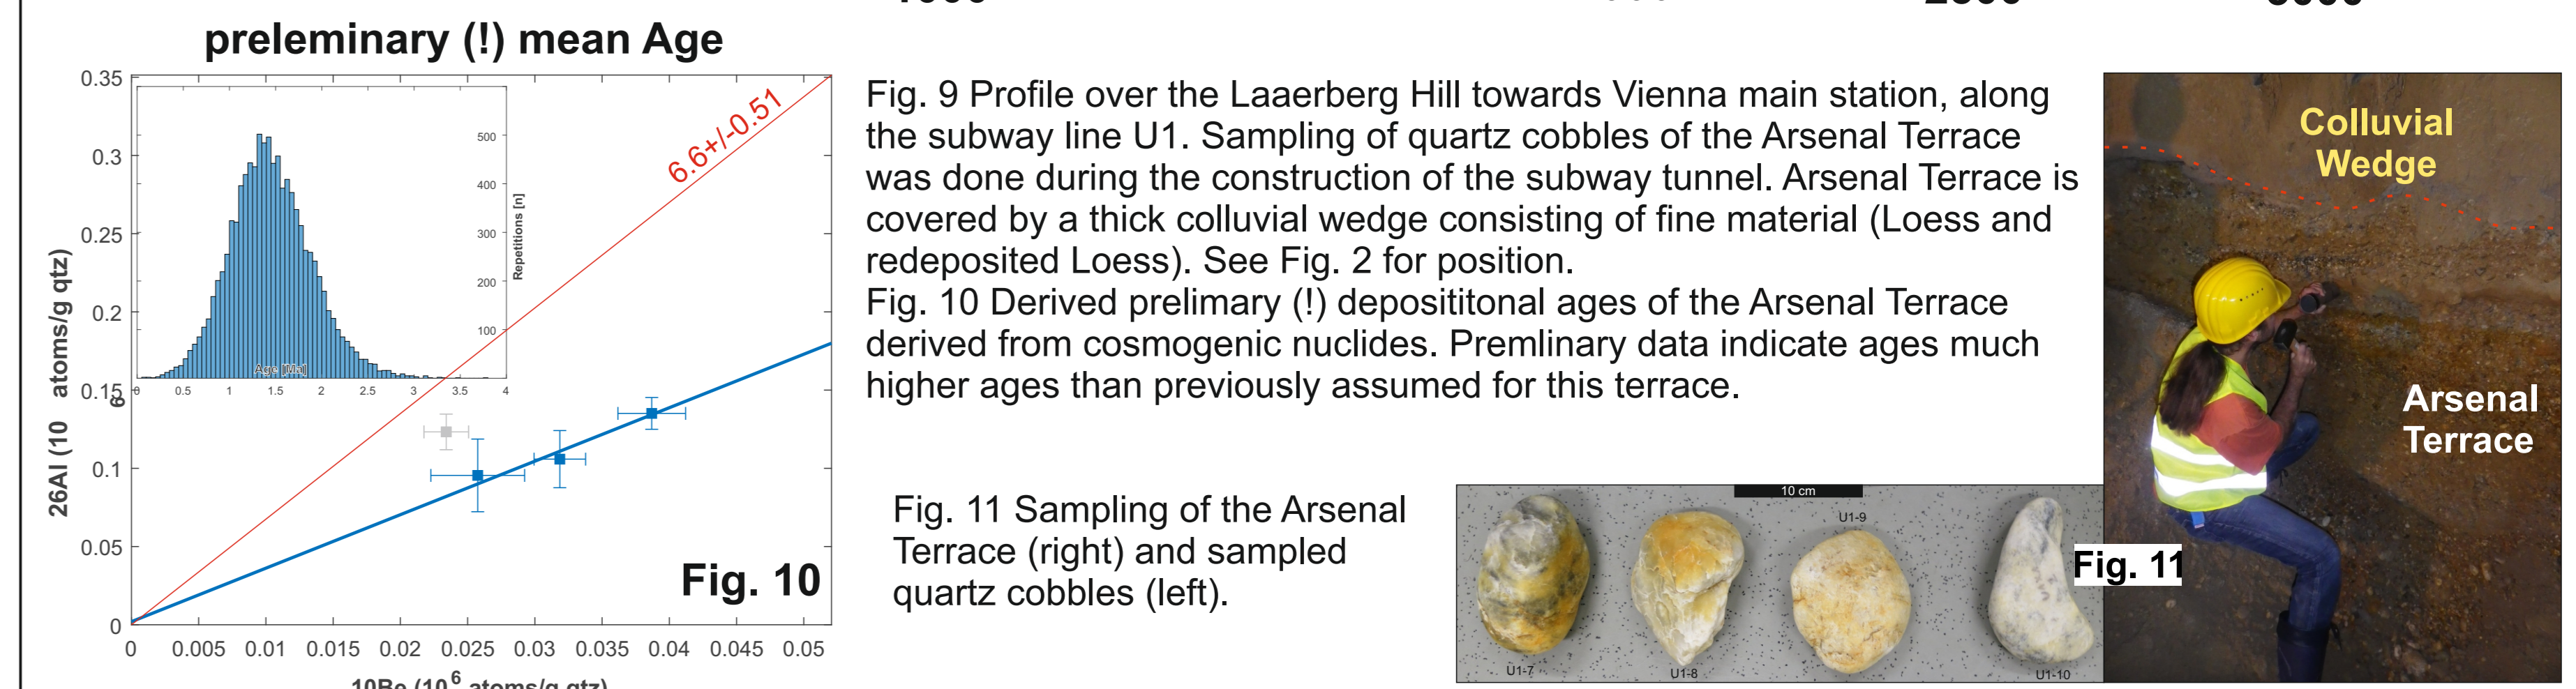 preleminary (!) mean Age
0.35
0.3
0.25
0.2
0.15
0.1
0.05
0
26Al (10 6 atoms/g qtz)
6.6+/-0.51
500
400
300
200
100
Repetitions [n]
Age [Ma]
0 0.5 1 1.5 2 2.5 3 3.5 4
Fig. 10
0 0.005 0.01 0.015 0.02 0.025 0.03 0.035 0.04 0.045 0.05
10Be (10 6 atoms/g qtz)
Fig. 9 Profile over the Laaerberg Hill towards Vienna main station, along
the subway line U1. Sampling of quartz cobbles of the Arsenal Terrace
was done during the construction of the subway tunnel. Arsenal Terrace is
covered by a thick colluvial wedge consisting of fine material (Loess and
redeposited Loess). See Fig. 2 for position.
Fig. 10 Derived prelimary (!) depositional ages of the Arsenal Terrace
derived from cosmogenic nuclides. Premlinary data indicate ages much
higher ages than previously assumed for this terrace.
Fig. 11 Sampling of the Arsenal
Terrace (right) and sampled
quartz cobbles (left).
10 cm
U1-7
U1-8
U1-9
U1-10
Fig. 11
Colluvial
Wedge
Arsenal
Terrace